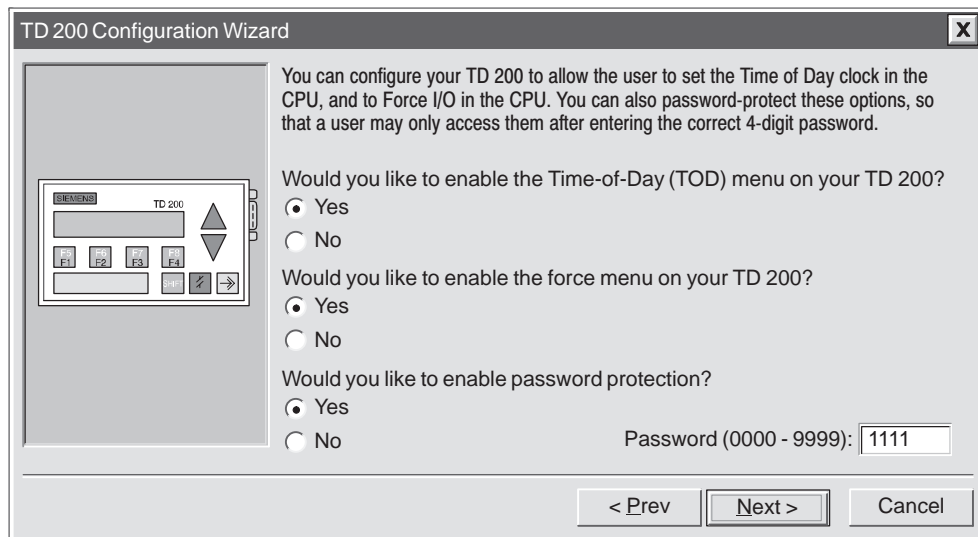 TD 200 Configuration Wizard
X
You can configure your TD 200 to allow the user to set the Time of Day clock in the
CPU, and to Force I/O in the CPU. You can also password-protect these options, so
that a user may only access them after entering the correct 4-digit password.
SIEMENS
TD 200
F5 F6 F7 F8
F1 F2 F3 F4
SHIFT
Would you like to enable the Time-of-Day (TOD) menu on your TD 200?
Yes
No
Would you like to enable the force menu on your TD 200?
Yes
No
Would you like to enable password protection?
Yes
No
Password (0000 - 9999): 1111
< Prev Next > Cancel